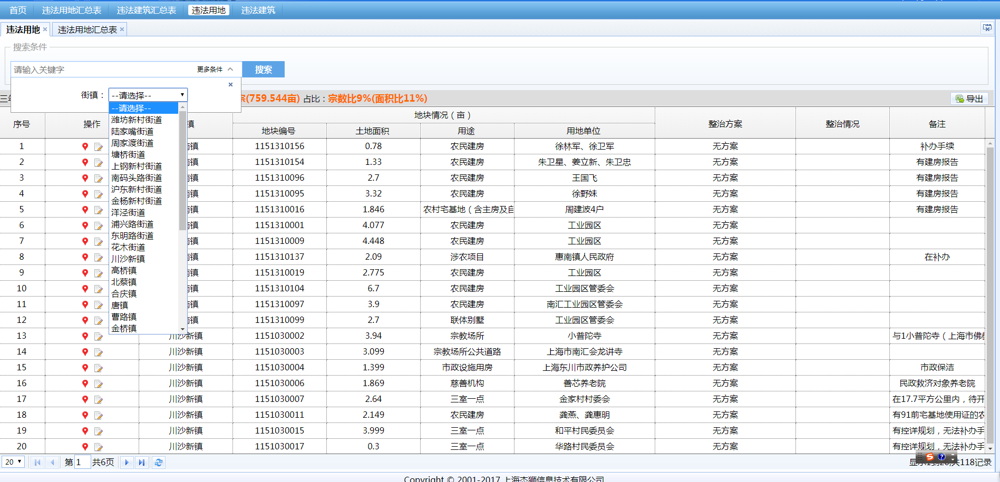 首页 违法用地汇总表 违法建筑汇总表 违法用地 违法建筑
违法用地 × 违法用地汇总表 ×
搜索条件
请输入关键字 更多条件 搜索
街镇： --请选择--
(759.544亩) 占比：宗数比9%(面积比11%) 导出
--请选择--
潍坊新村街道
陆家嘴街道
周家渡街道
塘桥街道
上钢新村街道
南码头路街道
沪东新村街道
金杨新村街道
洋泾街道
浦兴路街道
东明路街道
花木街道
川沙新镇
高桥镇
北蔡镇
合庆镇
唐镇
曹路镇
金桥镇
序号 操作 镇 地块情况（亩） 整治方案 整治情况 备注
地块编号 土地面积 用途 用地单位
1 镇 1151310156 0.78 农民建房 徐林军、徐卫军 无方案 补办手续
2 镇 1151310154 1.33 农民建房 朱卫星、姜立新、朱卫忠 无方案 有建房报告
3 镇 1151310096 2.7 农民建房 王国飞 无方案 有建房报告
4 镇 1151310095 3.32 农民建房 徐野妹 无方案 有建房报告
5 镇 1151310016 1.846 农村宅基地（含主房及自 周建波4户 无方案 有建房报告
6 镇 1151310001 4.077 农民建房 工业园区 无方案
7 镇 1151310009 4.448 农民建房 工业园区 无方案
8 镇 1151310137 2.09 涉农项目 惠南镇人民政府 无方案 在补办
9 镇 1151310019 2.775 农民建房 工业园区 无方案
10 镇 1151310104 6.7 农民建房 工业园区管委会 无方案
11 镇 1151310097 3.9 农民建房 南汇工业园区管委会 无方案
12 镇 1151310099 2.7 联体别墅 工业园区管委会 无方案
13 川沙新镇 1151030002 3.94 宗教场所 小普陀寺 无方案 与1小普陀寺（上海市佛
14 川沙新镇 1151030003 3.099 宗教场所公共道路 上海市南汇会龙讲寺 无方案
15 川沙新镇 1151030004 1.399 市政设施用房 上海东川市政养护公司 无方案 市政保洁
16 川沙新镇 1151030006 1.869 慈善机构 善芯养老院 无方案 民政救济对象养老院
17 川沙新镇 1151030007 2.64 三室一点 金家村村委会 无方案 在17.7平方公里内，待开
18 川沙新镇 1151030011 2.149 农民建房 龚燕、龚惠明 无方案 有91前宅基地使用证的农
19 川沙新镇 1151030015 3.999 三室一点 和平村民委员会 无方案 有控详规划，无法补办手
20 川沙新镇 1151030017 0.3 三室一点 华路村民委员会 无方案 有控详规划，无法补办手
20 第 1 共6页 共118记录
Copyright © 2001-2017 上海杰狮信息技术有限公司